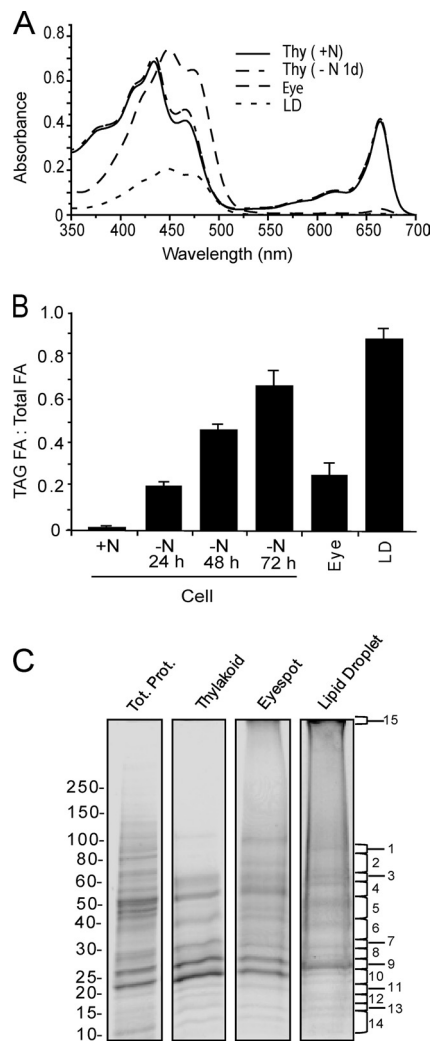 A
Absorbance
0.8
0.6
0.4
0.2
0
Thy ( +N)
Thy ( - N 1d)
Eye
LD
350 400 450 500 550 600 650 700
Wavelength (nm)
B
TAG FA : Total FA
1.0
0.8
0.6
0.4
0.2
0
+N -N -N -N Eye LD
24 h 48 h 72 h
Cell
C
Tot. Prot. Thylakoid Eyespot Lipid Droplet
250-
150-
100-
80-
60-
50-
40-
30-
25-
20-
15-
10-
15
1
2
3
4
5
6
7
8
9
10
11
12
13
14